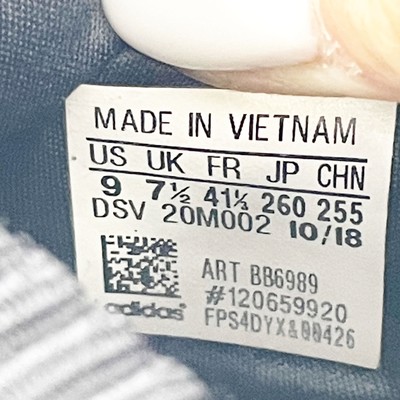 MADE IN VIETNAM
US UK FR JP CHN
9 7½ 41⅓ 260 255
DSV 20M002 10/18
ART BB6989
#120659920
adidas FPS4DYX&00426